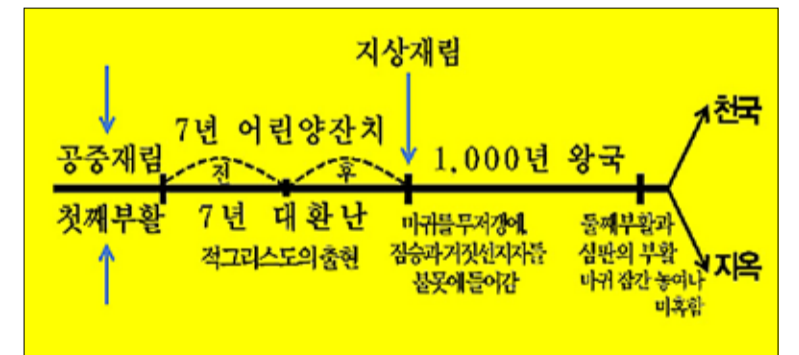 지상재림
7년 어린양잔치
천국
공중재림
전
후
1.000년 왕국
첫째부활
7년 대환난
적그리스도의출현
마귀를무저갱에,
짐승과거짓선지자를
불못에들어감
둘째부활과
심판의 부활
마귀 잠간 놓여나
미혹함
지옥